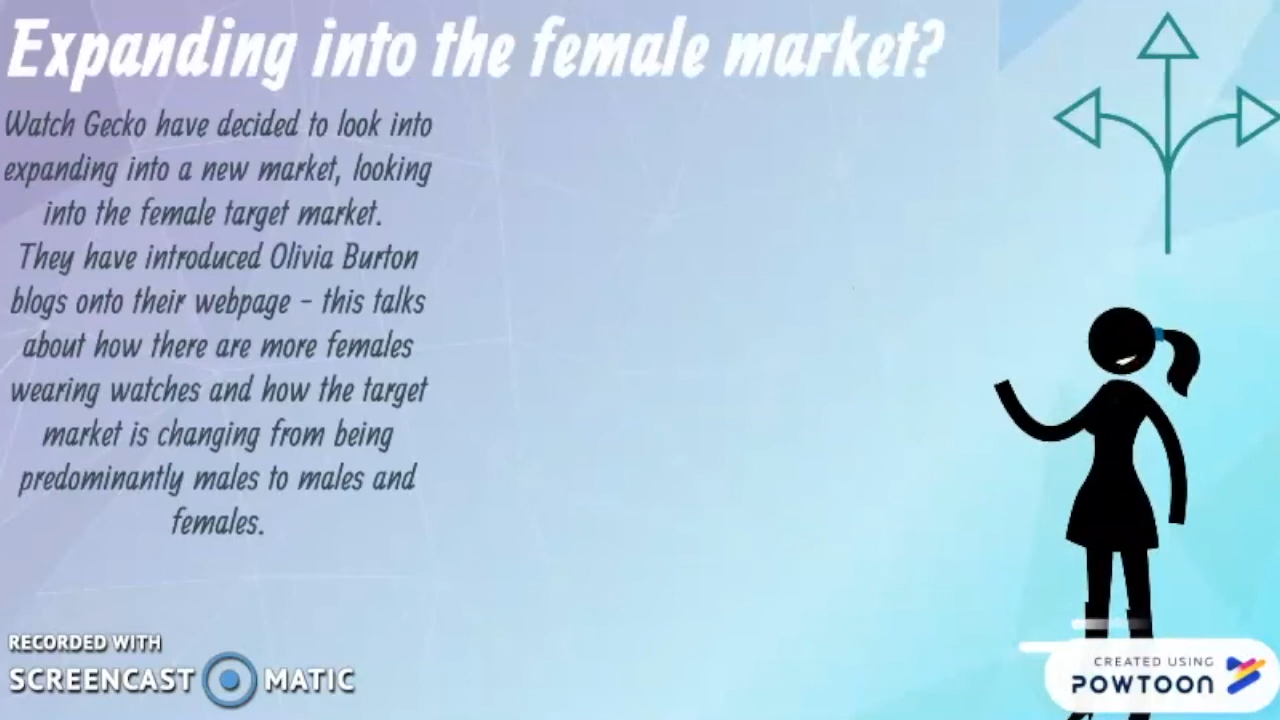 Expanding into the female market?
Watch Gecko have decided to look into
expanding into a new market, looking
into the female target market.
They have introduced Olivia Burton
blogs onto their webpage - this talks
about how there are more females
wearing watches and how the target
market is changing from being
predominantly males to males and
females.
RECORDED WITH
SCREENCAST MATIC
CREATED USING
POWTOON